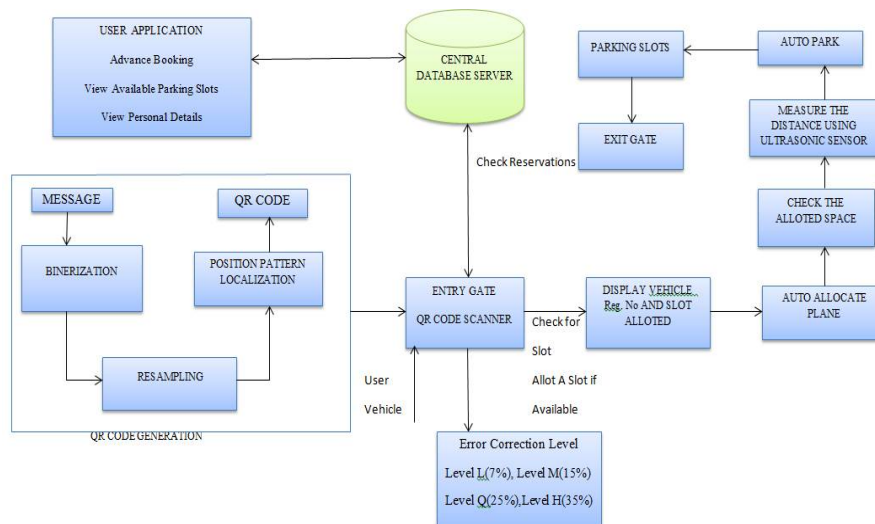 USER APPLICATION
Advance Booking
View Available Parking Slots
View Personal Details
CENTRAL
DATABASE SERVER
PARKING SLOTS
AUTO PARK
EXIT GATE
MEASURE THE
DISTANCE USING
ULTRASONIC SENSOR
Check Reservations
CHECK THE
ALLOTED SPACE
MESSAGE
QR CODE
BINERIZATION
POSITION PATTERN
LOCALIZATION
RESAMPLING
QR CODE GENERATION
ENTRY GATE
QR CODE SCANNER
User
Vehicle
Check for
Slot
Allot A Slot if
Available
DISPLAY VEHICLE
Reg. No AND SLOT
ALLOTED
AUTO ALLOCATE
PLANE
Error Correction Level
Level L(7%), Level M(15%)
Level Q(25%),Level H(35%)